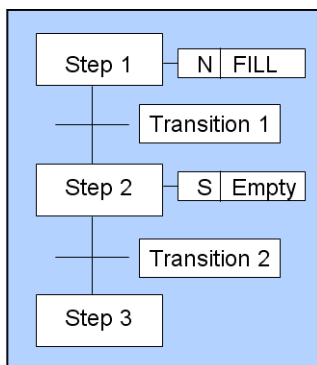 Step 1 N FILL
Transition 1
Step 2 S Empty
Transition 2
Step 3